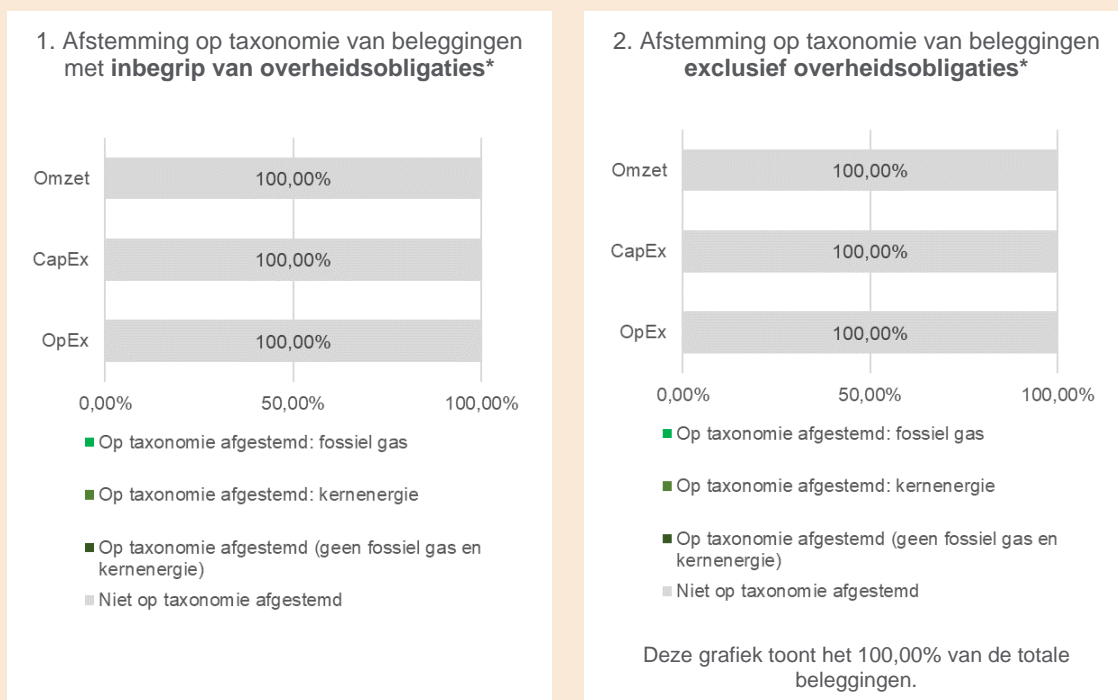 1. Afstemming op taxonomie van beleggingen
met inbegrip van overheidsobligaties*
Omzet
100,00%
CapEx
100,00%
OpEx
100,00%
0,00%
50,00%
100,00%
Op taxonomie afgestemd: fossiel gas
Op taxonomie afgestemd: kernenergie
Op taxonomie afgestemd (geen fossiel gas en
kernenergie)
Niet op taxonomie afgestemd
2. Afstemming op taxonomie van beleggingen
exclusief overheidsobligaties*
Omzet
100,00%
CapEx
100,00%
OpEx
100,00%
0,00%
50,00%
100,00%
Op taxonomie afgestemd: fossiel gas
Op taxonomie afgestemd: kernenergie
Op taxonomie afgestemd (geen fossiel gas en
kernenergie)
Niet op taxonomie afgestemd
Deze grafiek toont het 100,00% van de totale
beleggingen.